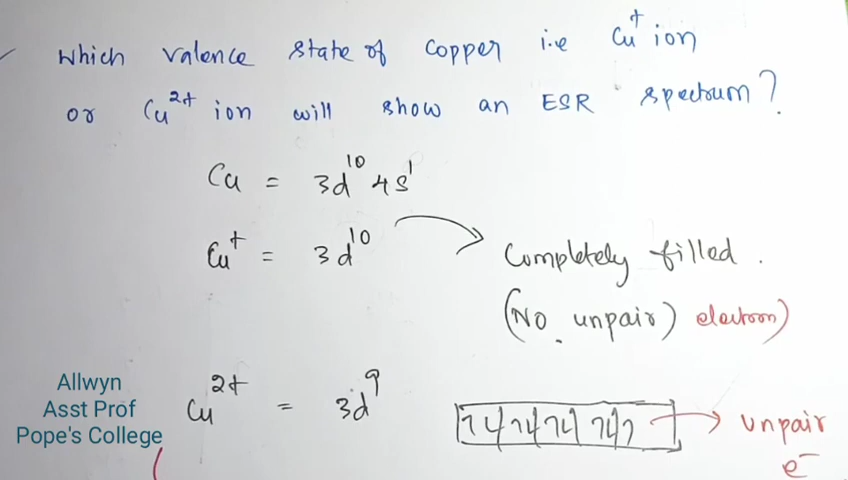 which valence state of copper i.e Cu⁺ ion
or Cu²⁺ ion will show an ESR spectrum?
Cu = 3d¹⁰ 4s¹
Cu⁺ = 3d¹⁰
Completely filled.
(No unpair) electron)
Cu²⁺ = 3d⁹
unpair
e⁻
Allwyn
Asst Prof
Pope's College